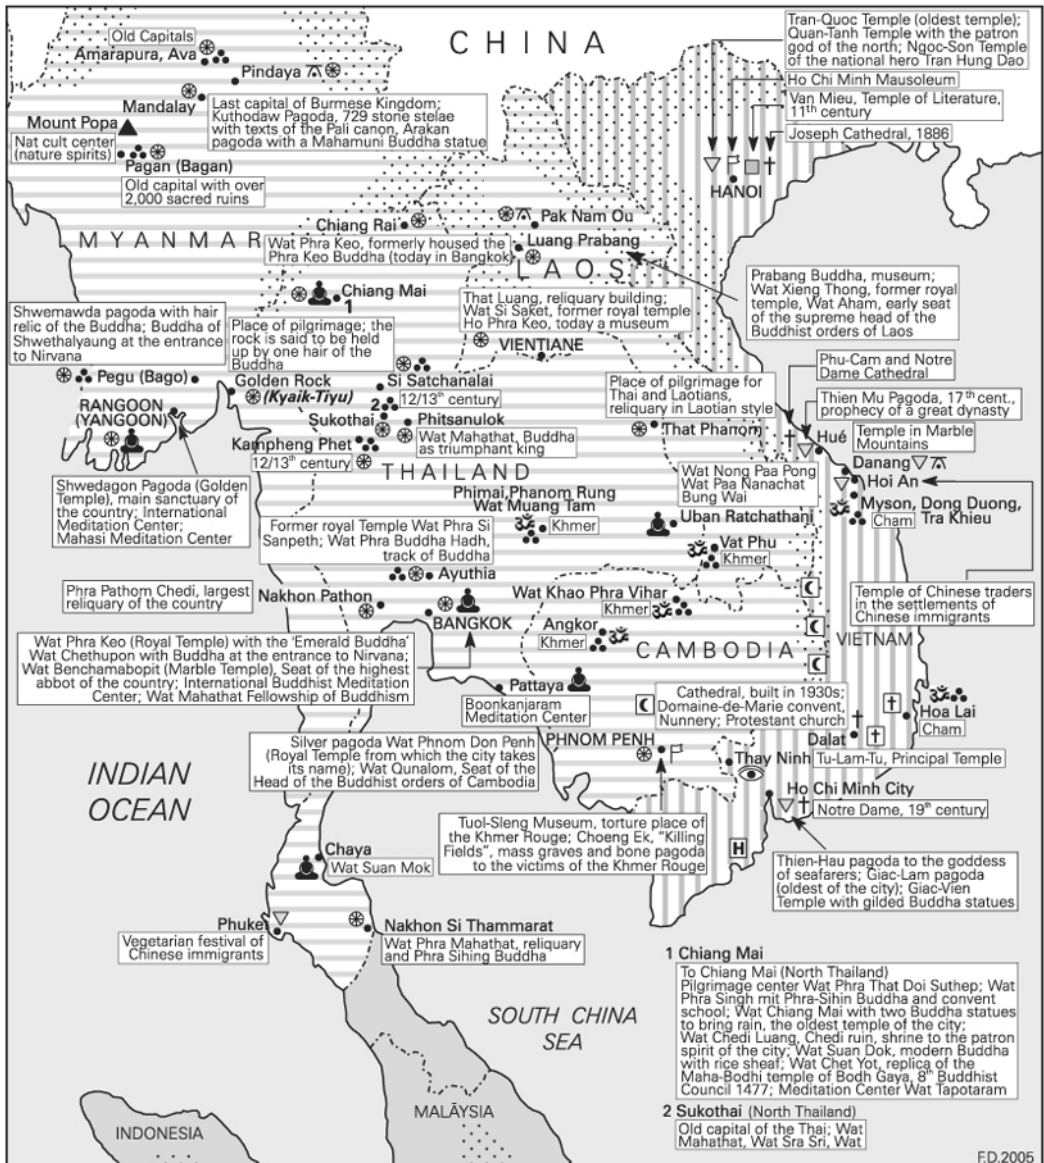 CHINA
Old Capitals
Amarapura, Ava
Pindaya
Mandalay
Last capital of Burmese Kingdom;
Kuthodaw Pagoda, 729 stone stelae
with texts of the Pali canon, Arakan
pagoda with a Mahamuni Buddha statue
Mount Popa
Nat cult center
(nature spirits)
Pagan (Bagan)
Old capital with over
2,000 sacred ruins
Tran-Quoc Temple (oldest temple);
Quan-Tanh Temple with the patron
god of the north; Ngoc-Son Temple
of the national hero Tran Hung Dao
Ho Chi Minh Mausoleum
Van Mieu, Temple of Literature,
11th century
Joseph Cathedral, 1886
HANOI
MYANMAR
Chiang Rai
Pak Nam Ou
Wat Phra Keo, formerly housed the
Phra Keo Buddha (today in Bangkok)
Luang Prabang
LAOS
Prabang Buddha, museum;
Wat Xieng Thong, former royal
temple, Wat Aham, early seat
of the supreme head of the
Buddhist orders of Laos
Chiang Mai
1
That Luang, reliquary building;
Wat Si Saket, former royal temple
Ho Phra Keo, today a museum
VIENTIANE
Shwemawda pagoda with hair
relic of the Buddha; Buddha of
Shwethalyaung at the entrance
to Nirvana
Place of pilgrimage; the
rock is said to be held
up by one hair of the
Buddha
Pegu (Bago)
Golden Rock
(Kyaik-Tiyu)
RANGOON
(YANGOON)
Si Satchanalai
12/13th century
2
Sukothai
Phitsanulok
Wat Mahathat, Buddha
as triumphant king
Kampheng Phet
12/13th century
Place of pilgrimage for
Thai and Laotians,
reliquary in Laotian style
That Phanom
Phu-Cam and Notre
Dame Cathedral
Thien Mu Pagoda, 17th cent.,
prophecy of a great dynasty
Hué
Temple in Marble
Mountains
Danang
Hoi An
Myson, Dong Duong,
Cham
Tra Khieu
THAILAND
Shwedagon Pagoda (Golden
Temple), main sanctuary of
the country; International
Meditation Center;
Mahasi Meditation Center
Phimai, Phanom Rung
Wat Muang Tam
Khmer
Wat Nong Paa Pong
Wat Paa Nanachat
Bung Wai
Uban Ratchathani
Former royal Temple Wat Phra Si
Sanpeth; Wat Phra Buddha Hadh,
track of Buddha
Vat Phu
Khmer
Ayuthia
Phra Pathom Chedi, largest
reliquary of the country
Nakhon Pathon
BANGKOK
Wat Khao Phra Vihar
Khmer
Temple of Chinese traders
in the settlements of
Chinese immigrants
Angkor
Khmer
CAMBODIA
VIETNAM
Wat Phra Keo (Royal Temple) with the 'Emerald Buddha'
Wat Chethupon with Buddha at the entrance to Nirvana;
Wat Benchamabopit (Marble Temple), Seat of the highest
abbot of the country; International Buddhist Meditation
Center; Wat Mahathat Fellowship of Buddhism
Pattaya
Boonkanjaram
Meditation Center
Cathedral, built in 1930s;
Domaine-de-Marie convent,
Nunnery; Protestant church
Hoa Lai
Cham
Dalat
Tu-Lam-Tu, Principal Temple
PHNOM PENH
Silver pagoda Wat Phnom Don Penh
(Royal Temple from which the city takes
its name); Wat Qunalom, Seat of the
Head of the Buddhist orders of Cambodia
Thay Ninh
Ho Chi Minh City
Notre Dame, 19th century
INDIAN
OCEAN
Tuol-Sleng Museum, torture place of
the Khmer Rouge; Choeng Ek, "Killing
Fields", mass graves and bone pagoda
to the victims of the Khmer Rouge
H
Thien-Hau pagoda to the goddess
of seafarers; Giac-Lam pagoda
(oldest of the city); Giac-Vien
Temple with gilded Buddha statues
Chaya
Wat Suan Mok
Phuket
Vegetarian festival of
Chinese immigrants
Nakhon Si Thammarat
Wat Phra Mahathat, reliquary
and Phra Sihing Buddha
SOUTH CHINA
SEA
1 Chiang Mai
To Chiang Mai (North Thailand)
Pilgrimage center Wat Phra That Doi Suthep; Wat
Phra Singh mit Phra-Sihin Buddha and convent
school; Wat Chiang Mai with two Buddha statues
to bring rain, the oldest temple of the city;
Wat Chedi Luang, Chedi ruin, shrine to the patron
spirit of the city; Wat Suan Dok, modern Buddha
with rice sheaf; Wat Chet Yot, replica of the
Maha-Bodhi temple of Bodh Gaya, 8th Buddhist
Council 1477; Meditation Center Wat Tapotaram
2 Sukothai (North Thailand)
Old capital of the Thai; Wat
Mahathat, Wat Sra Sri, Wat
MALĀYSIA
INDONESIA
F.D.2005